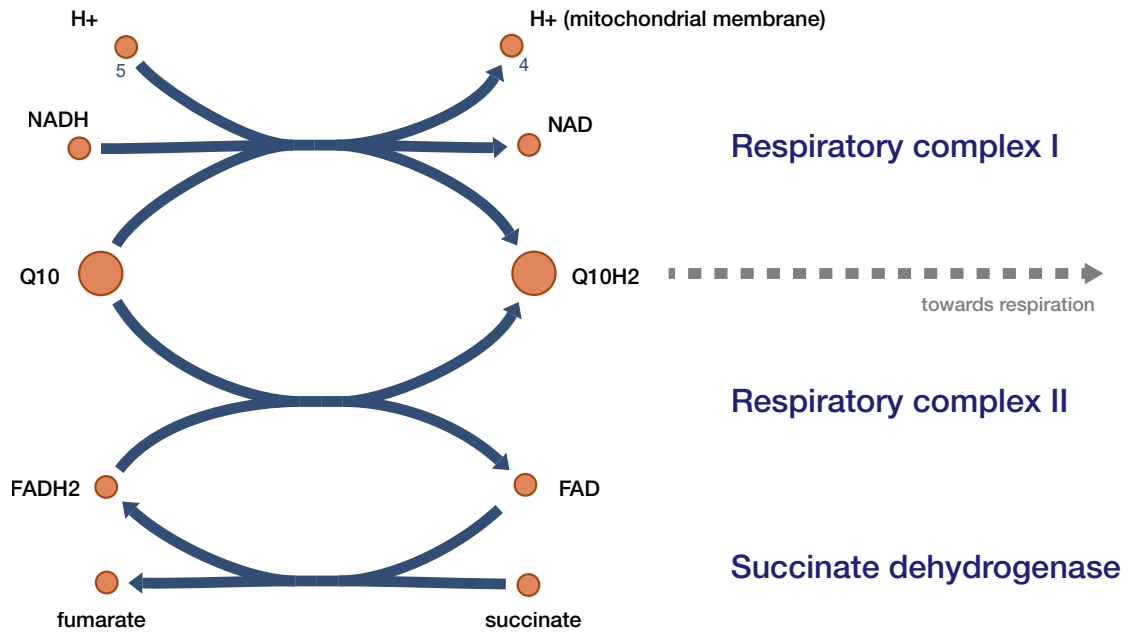 H+
H+ (mitochondrial membrane)
5
4
NADH
NAD
Respiratory complex I
Q10
Q10H2
towards respiration
Respiratory complex II
FADH2
FAD
Succinate dehydrogenase
fumarate
succinate